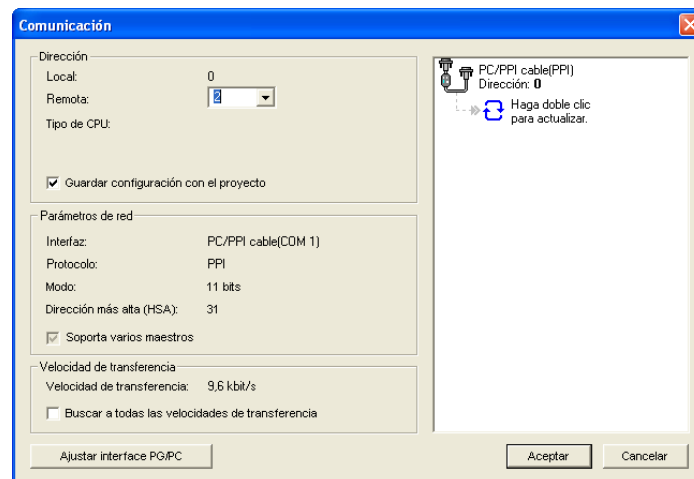 Comunicación
Dirección
Local: 0
Remota: 2
Tipo de CPU:
Guardar configuración con el proyecto
Parámetros de red
Interfaz: PC/PPI cable(COM 1)
Protocolo: PPI
Modo: 11 bits
Dirección más alta (HSA): 31
Soporta varios maestros
Velocidad de transferencia
Velocidad de transferencia: 9,6 kbit/s
Buscar a todas las velocidades de transferencia
Ajustar interface PG/PC
PC/PPI cable(PPI)
Dirección: 0
Haga doble clic
para actualizar.
Aceptar
Cancelar